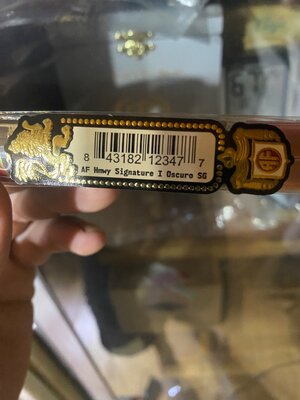 8 43182 12347 7
AF Hmwy Signature I Oscuro SG